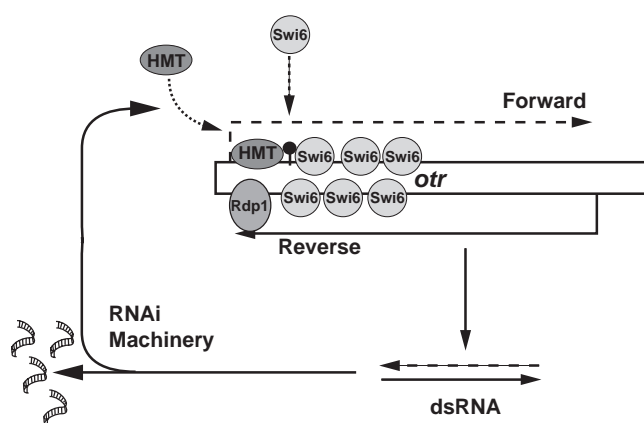 Swi6
HMT
Forward
HMT Swi6 Swi6 Swi6
otr
Rdp1 Swi6 Swi6 Swi6
Reverse
RNAi
Machinery
dsRNA